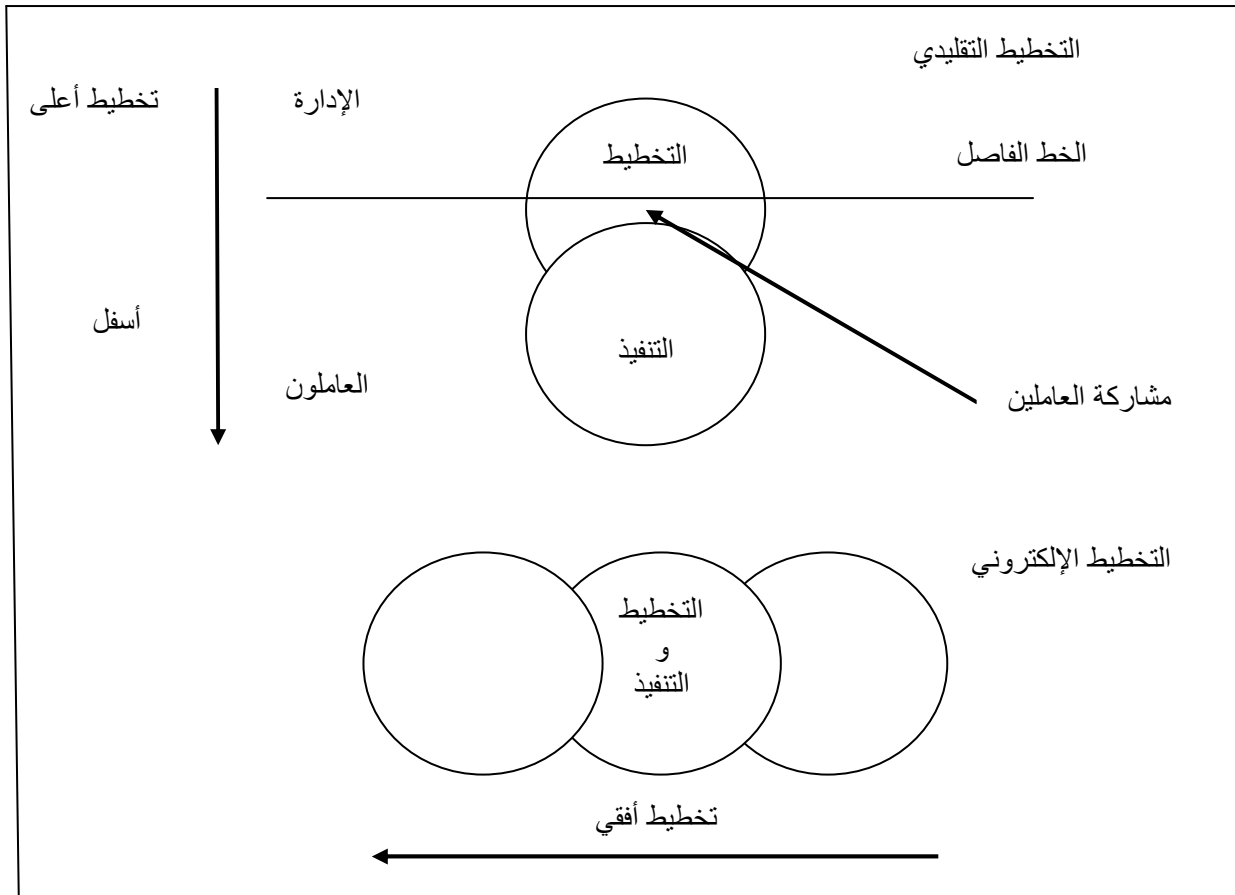 التخطيط التقليدي
تخطيط أعلى
الإدارة
الخط الفاصل
التخطيط
أسفل
التنفيذ
العاملون
مشاركة العاملين
التخطيط الإلكتروني
التخطيط
و
التنفيذ
تخطيط أفقي